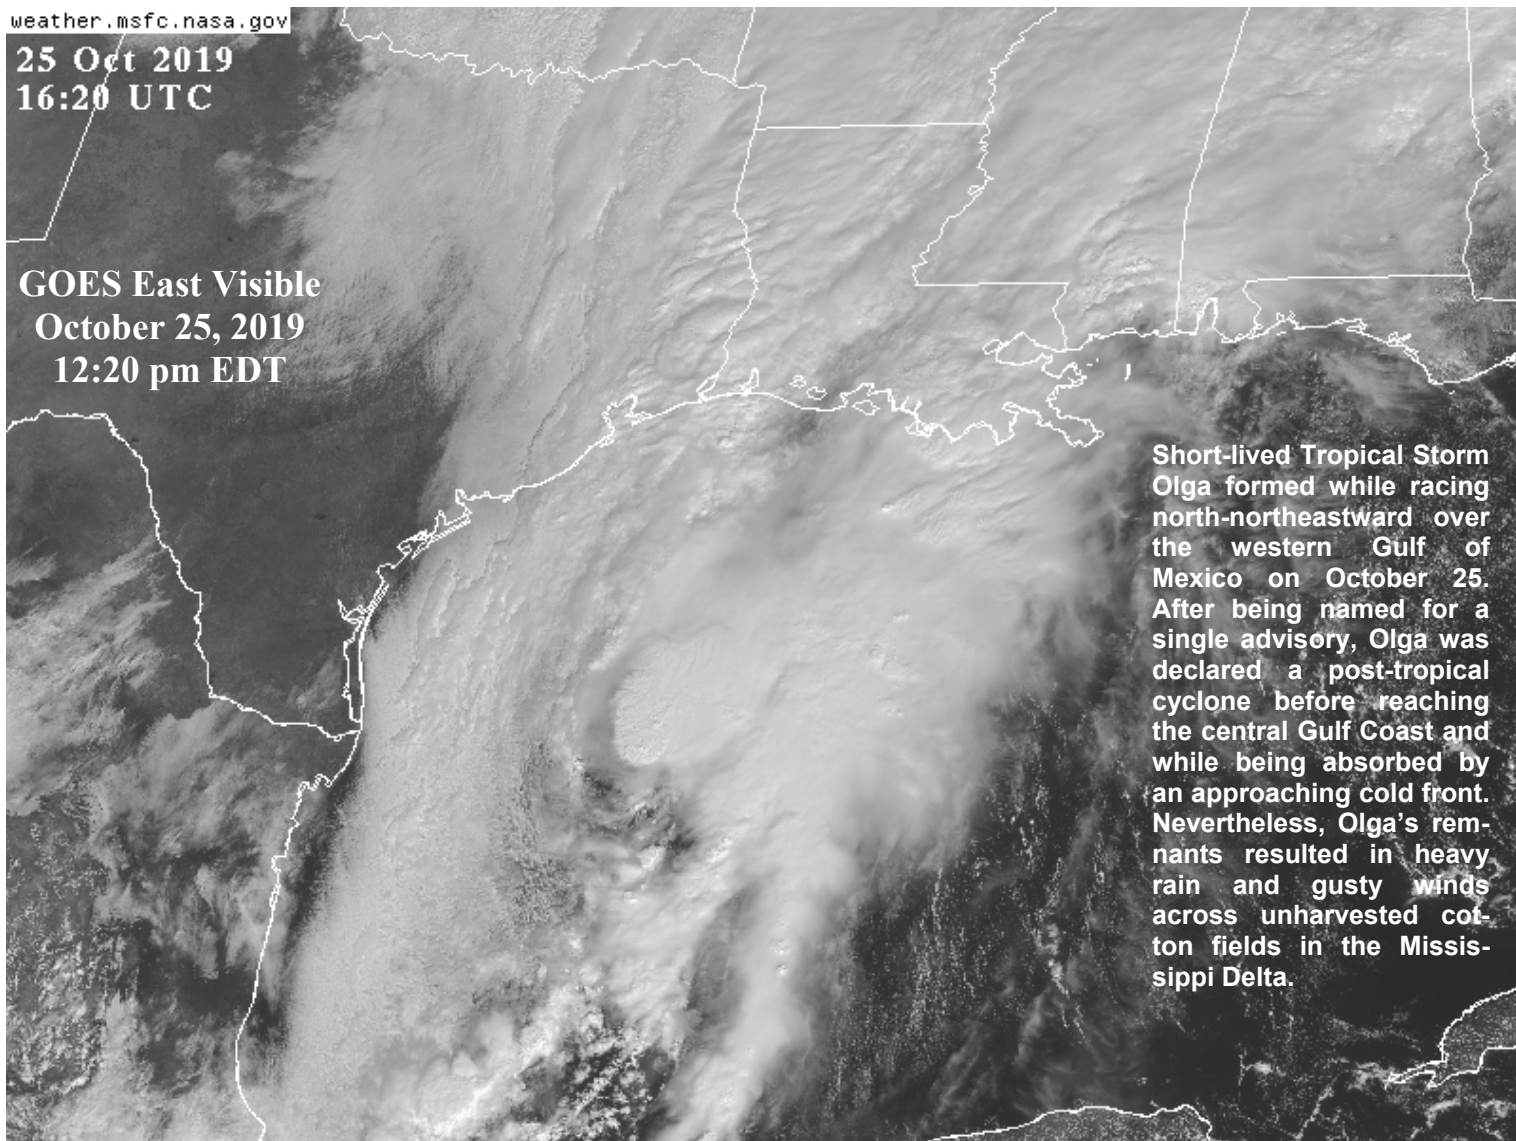 weather.msfc.nasa.gov
25 Oct 2019
16:20 UTC
GOES East Visible
October 25, 2019
12:20 pm EDT
Short-lived Tropical Storm
Olga formed while racing
north-northeastward over
the western Gulf of
Mexico on October 25.
After being named for a
single advisory, Olga was
declared a post-tropical
cyclone before reaching
the central Gulf Coast and
while being absorbed by
an approaching cold front.
Nevertheless, Olga’s rem-
nants resulted in heavy
rain and gusty winds
across unharvested cot-
ton fields in the Missis-
sippi Delta.